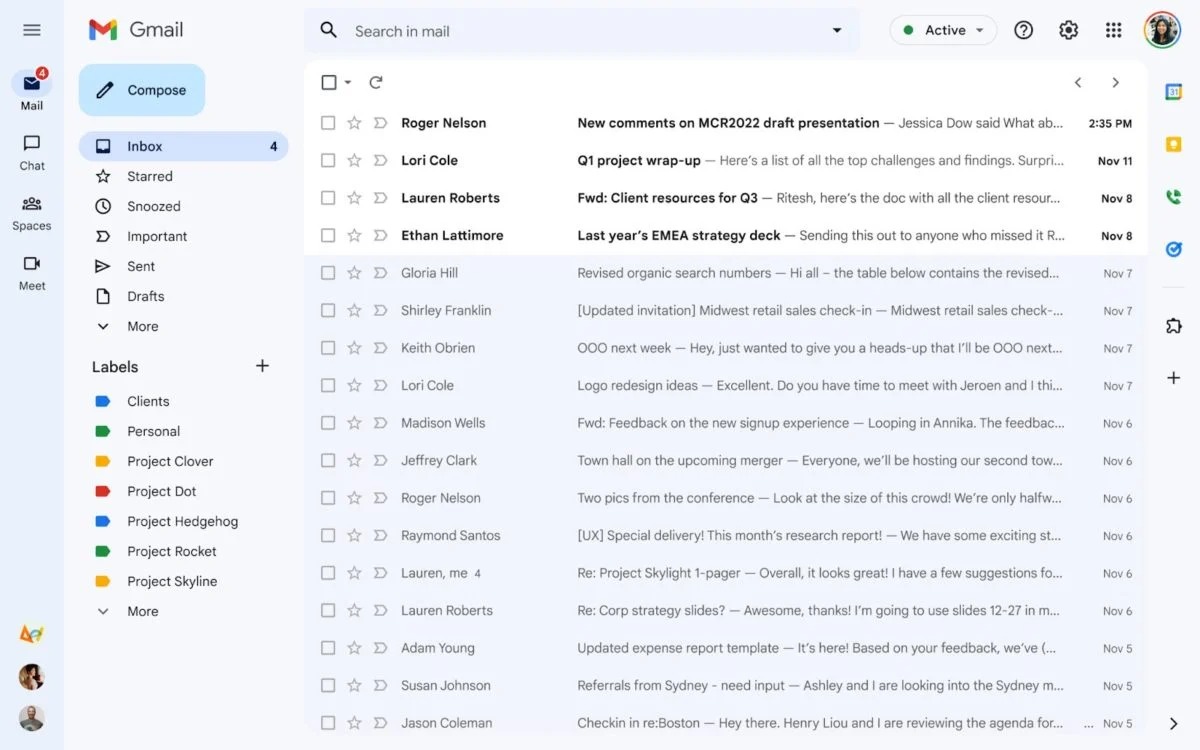 Gmail
Search in mail
Active
4
Mail
Chat
Spaces
Meet
Compose
Inbox 4
Starred
Snoozed
Important
Sent
Drafts
More
Labels
Clients
Personal
Project Clover
Project Dot
Project Hedgehog
Project Rocket
Project Skyline
More
Roger Nelson New comments on MCR2022 draft presentation — Jessica Dow said What ab... 2:35 PM
Lori Cole Q1 project wrap-up — Here’s a list of all the top challenges and findings. Surpri... Nov 11
Lauren Roberts Fwd: Client resources for Q3 — Ritesh, here’s the doc with all the client resour... Nov 8
Ethan Lattimore Last year’s EMEA strategy deck — Sending this out to anyone who missed it R... Nov 8
Gloria Hill Revised organic search numbers — Hi all – the table below contains the revised... Nov 7
Shirley Franklin [Updated invitation] Midwest retail sales check-in — Midwest retail sales check-... Nov 7
Keith Obrien OOO next week — Hey, just wanted to give you a heads-up that I’ll be OOO next... Nov 7
Lori Cole Logo redesign ideas — Excellent. Do you have time to meet with Jeroen and I thi... Nov 7
Madison Wells Fwd: Feedback on the new signup experience — Looping in Annika. The feedbac... Nov 6
Jeffrey Clark Town hall on the upcoming merger — Everyone, we’ll be hosting our second tow... Nov 6
Roger Nelson Two pics from the conference — Look at the size of this crowd! We’re only halfw... Nov 6
Raymond Santos [UX] Special delivery! This month’s research report! — We have some exciting st... Nov 6
Lauren, me 4 Re: Project Skylight 1-pager — Overall, it looks great! I have a few suggestions fo... Nov 6
Lauren Roberts Re: Corp strategy slides? — Awesome, thanks! I’m going to use slides 12-27 in m... Nov 6
Adam Young Updated expense report template — It’s here! Based on your feedback, we’ve (... Nov 5
Susan Johnson Referrals from Sydney - need input — Ashley and I are looking into the Sydney m... Nov 5
Jason Coleman Checkin in re:Boston — Hey there. Henry Liou and I are reviewing the agenda for... ... Nov 5
31